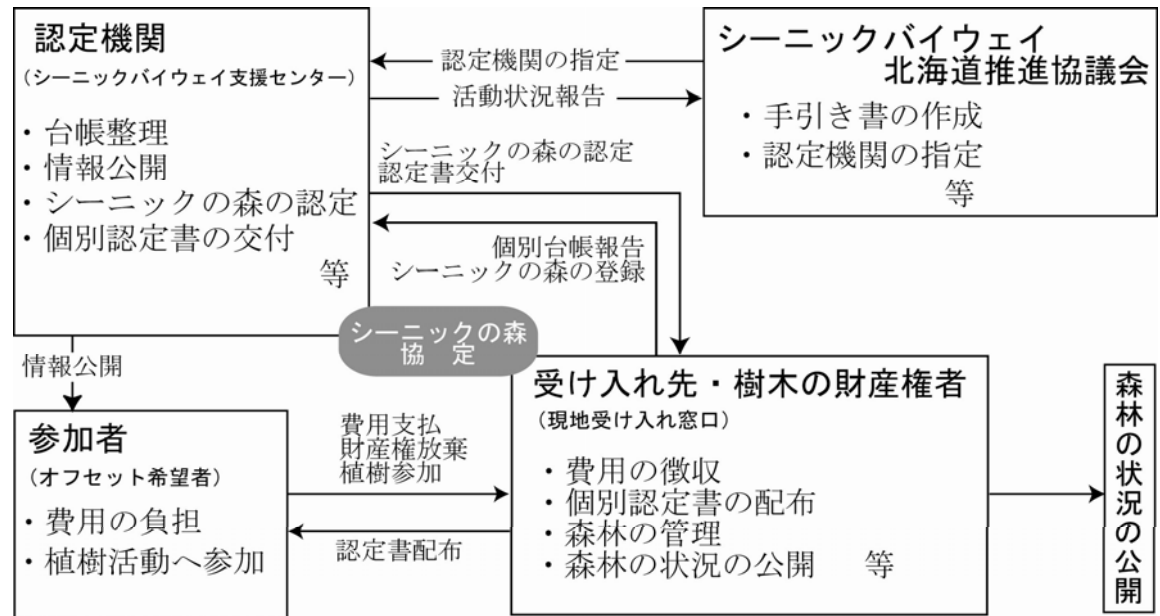 認定機関
（シーニックバイウェイ支援センター）
・台帳整理
・情報公開
・シーニックの森の認定
・個別認定書の交付
等
認定機関の指定
活動状況報告
シーニックバイウェイ
北海道推進協議会
・手引き書の作成
・認定機関の指定
等
シーニックの森の認定
認定書交付
個別台帳報告
シーニックの森の登録
シーニックの森
協　定
情報公開
参加者
（オフセット希望者）
・費用の負担
・植樹活動へ参加
費用支払
財産権放棄
植樹参加
認定書配布
受け入れ先・樹木の財産権者
（現地受け入れ窓口）
・費用の徴収
・個別認定書の配布
・森林の管理
・森林の状況の公開　等
森林の状況の公開